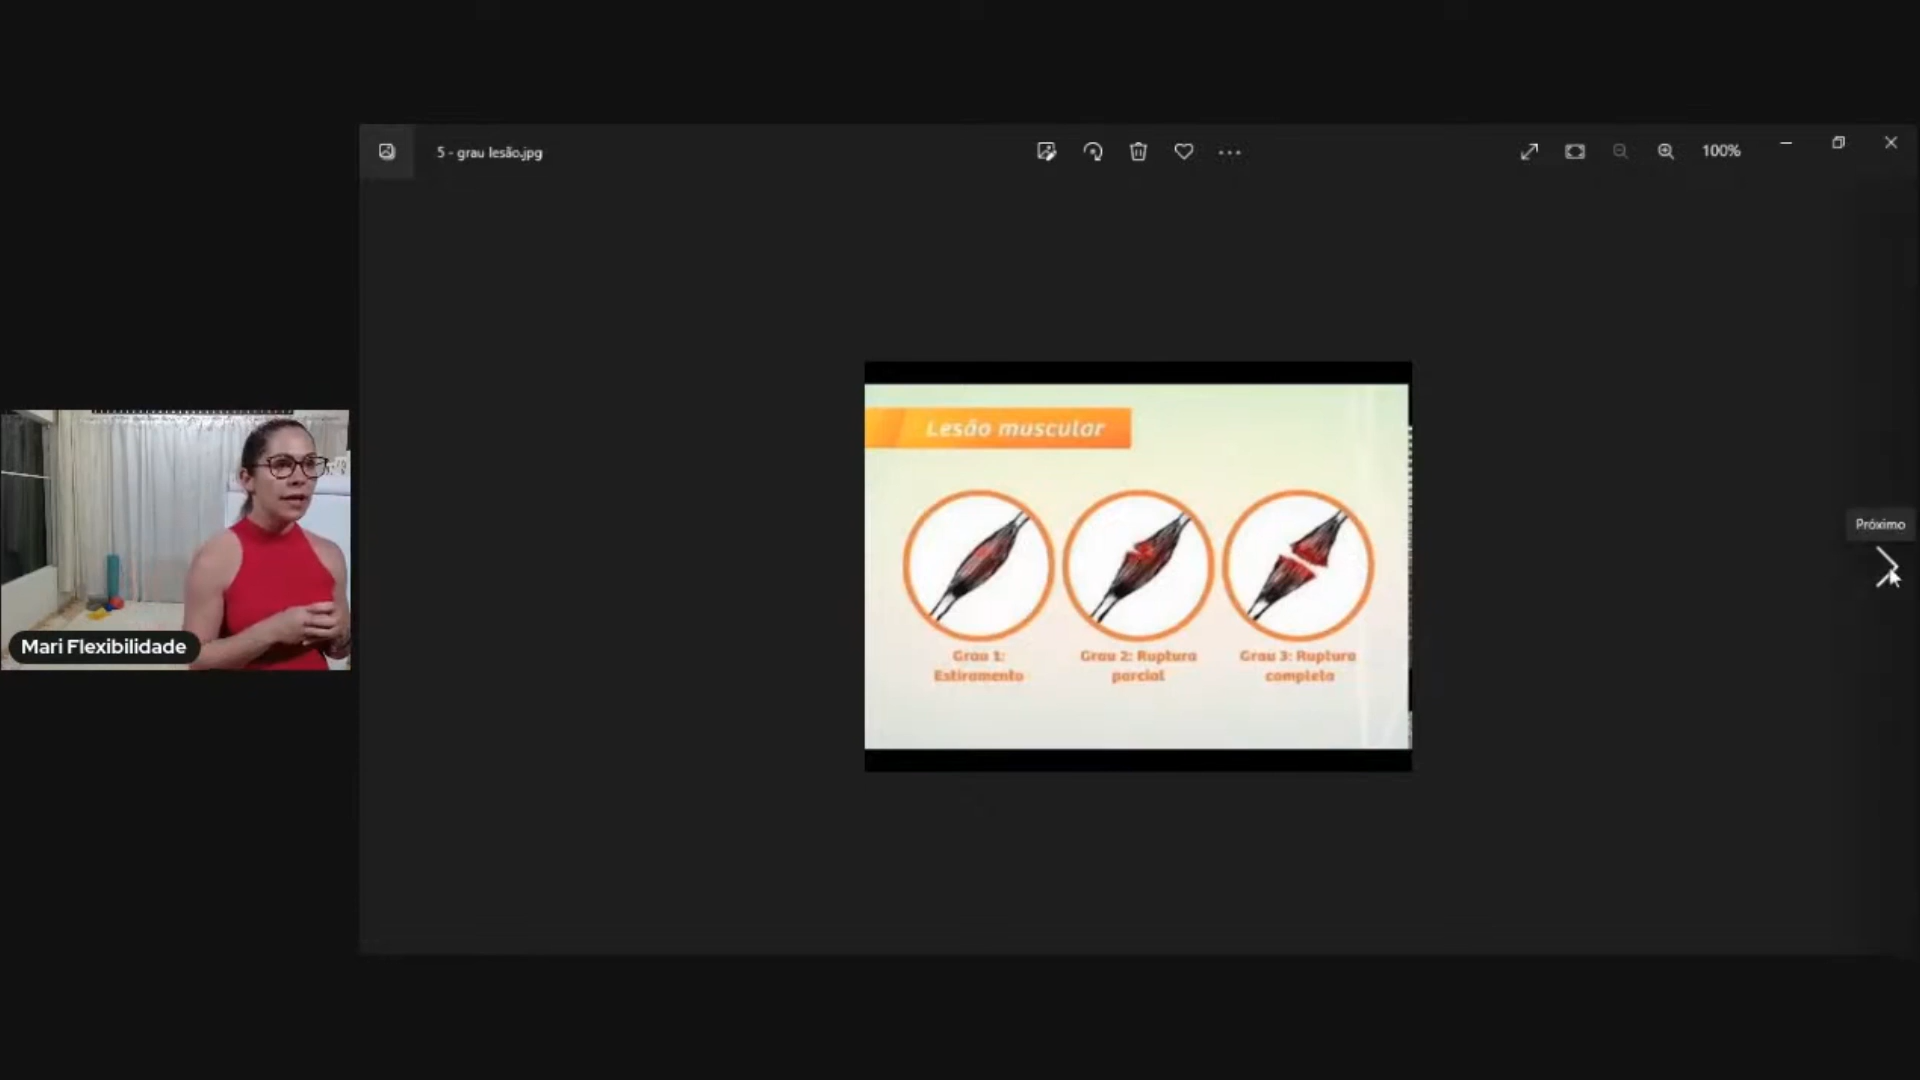 5 - grau lesão.jpg
100%
Lesão muscular
Próximo
Grau 1:
Estiramento
Grau 2: Ruptura
parcial
Grau 3: Ruptura
completa
Mari Flexibilidade